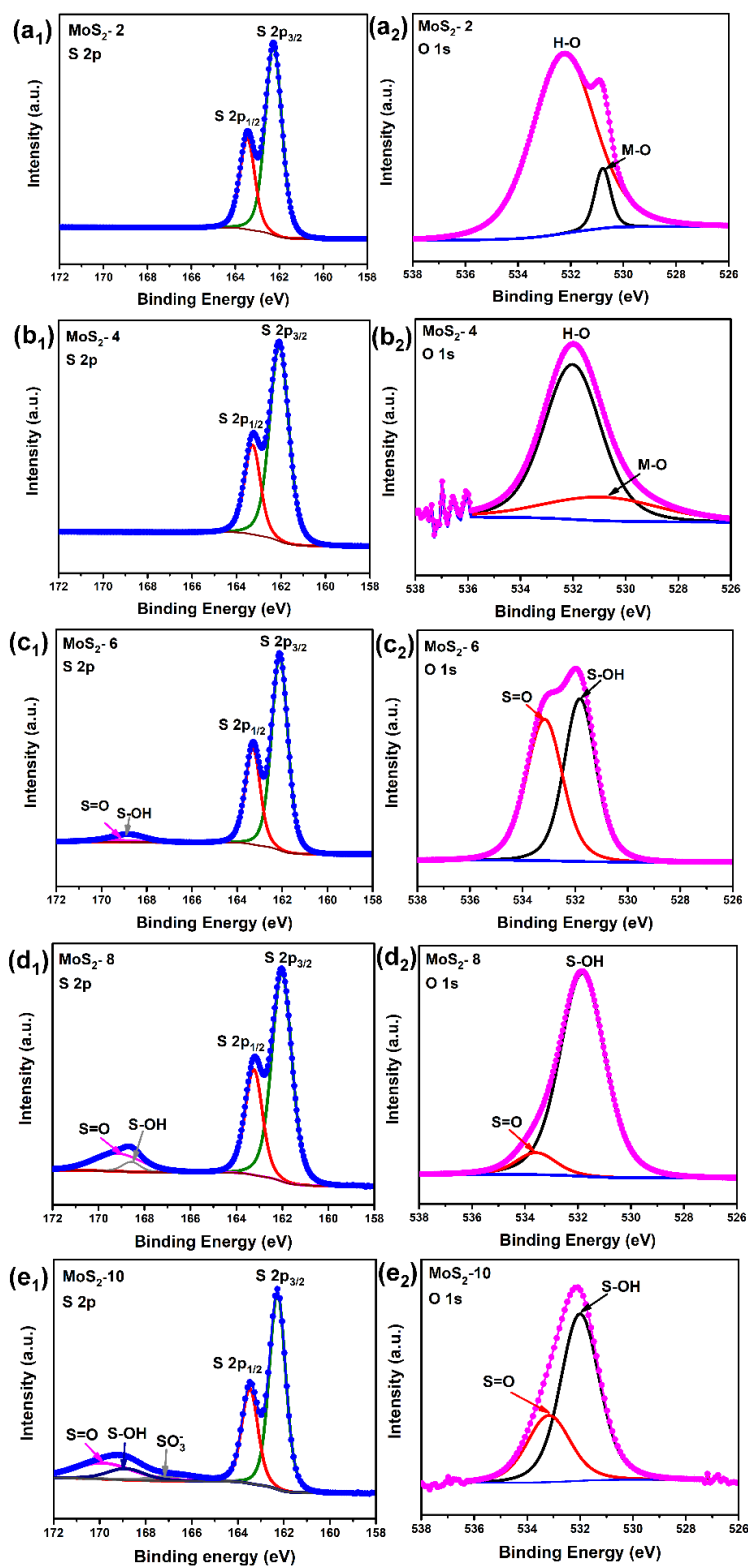 (a₁) MoS₂- 2
S 2p
S 2p₃/₂
S 2p₁/₂
Intensity (a.u.)
172 170 168 166 164 162 160 158
Binding Energy (eV)
(a₂) MoS₂- 2
O 1s
H-O
M-O
Intensity (a.u.)
538 536 534 532 530 528 526
Binding Energy (eV)
(b₁) MoS₂- 4
S 2p
S 2p₃/₂
S 2p₁/₂
Intensity (a.u.)
172 170 168 166 164 162 160 158
Binding Energy (eV)
(b₂) MoS₂- 4
O 1s
H-O
M-O
Intensity (a.u.)
538 536 534 532 530 528 526
Binding Energy (eV)
(c₁) MoS₂- 6
S 2p
S 2p₃/₂
S 2p₁/₂
S=O
S-OH
Intensity (a.u.)
172 170 168 166 164 162 160 158
Binding Energy (eV)
(c₂) MoS₂- 6
O 1s
S-OH
S=O
Intensity (a.u.)
538 536 534 532 530 528 526
Binding Energy (eV)
(d₁) MoS₂- 8
S 2p
S 2p₃/₂
S 2p₁/₂
S-OH
S=O
Intensity (a.u.)
172 170 168 166 164 162 160 158
Binding Energy (eV)
(d₂) MoS₂- 8
O 1s
S-OH
S=O
Intensity (a.u.)
538 536 534 532 530 528 526
Binding Energy (eV)
(e₁) MoS₂-10
S 2p
S 2p₃/₂
S 2p₁/₂
S=O
S-OH
SO₃⁻
Intensity (a.u.)
172 170 168 166 164 162 160 158
Binding energy (eV)
(e₂) MoS₂-10
O 1s
S-OH
S=O
Intensity (a.u.)
538 536 534 532 530 528 526
Binding Energy (eV)